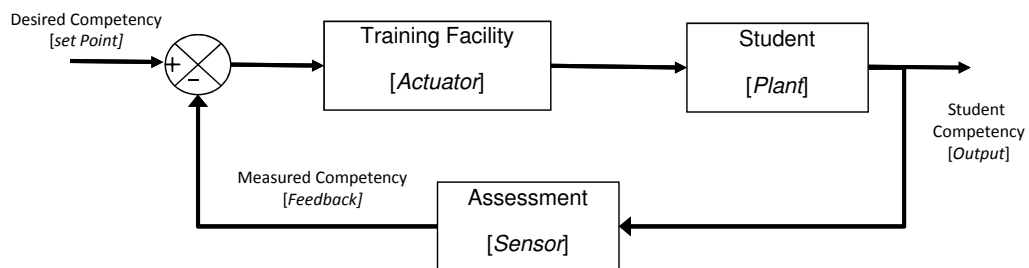 Desired Competency
[set Point]
+
−
Training Facility
[Actuator]
Student
[Plant]
Student
Competency
[Output]
Measured Competency
[Feedback]
Assessment
[Sensor]